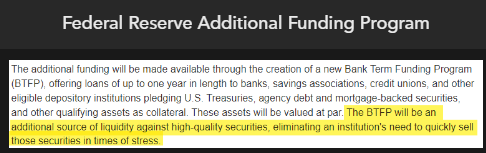 Federal Reserve Additional Funding Program
The additional funding will be made available through the creation of a new Bank Term Funding Program
(BTFP), offering loans of up to one year in length to banks, savings associations, credit unions, and other
eligible depository institutions pledging U.S. Treasuries, agency debt and mortgage-backed securities,
and other qualifying assets as collateral. These assets will be valued at par. The BTFP will be an
additional source of liquidity against high-quality securities, eliminating an institution's need to quickly sell
those securities in times of stress.